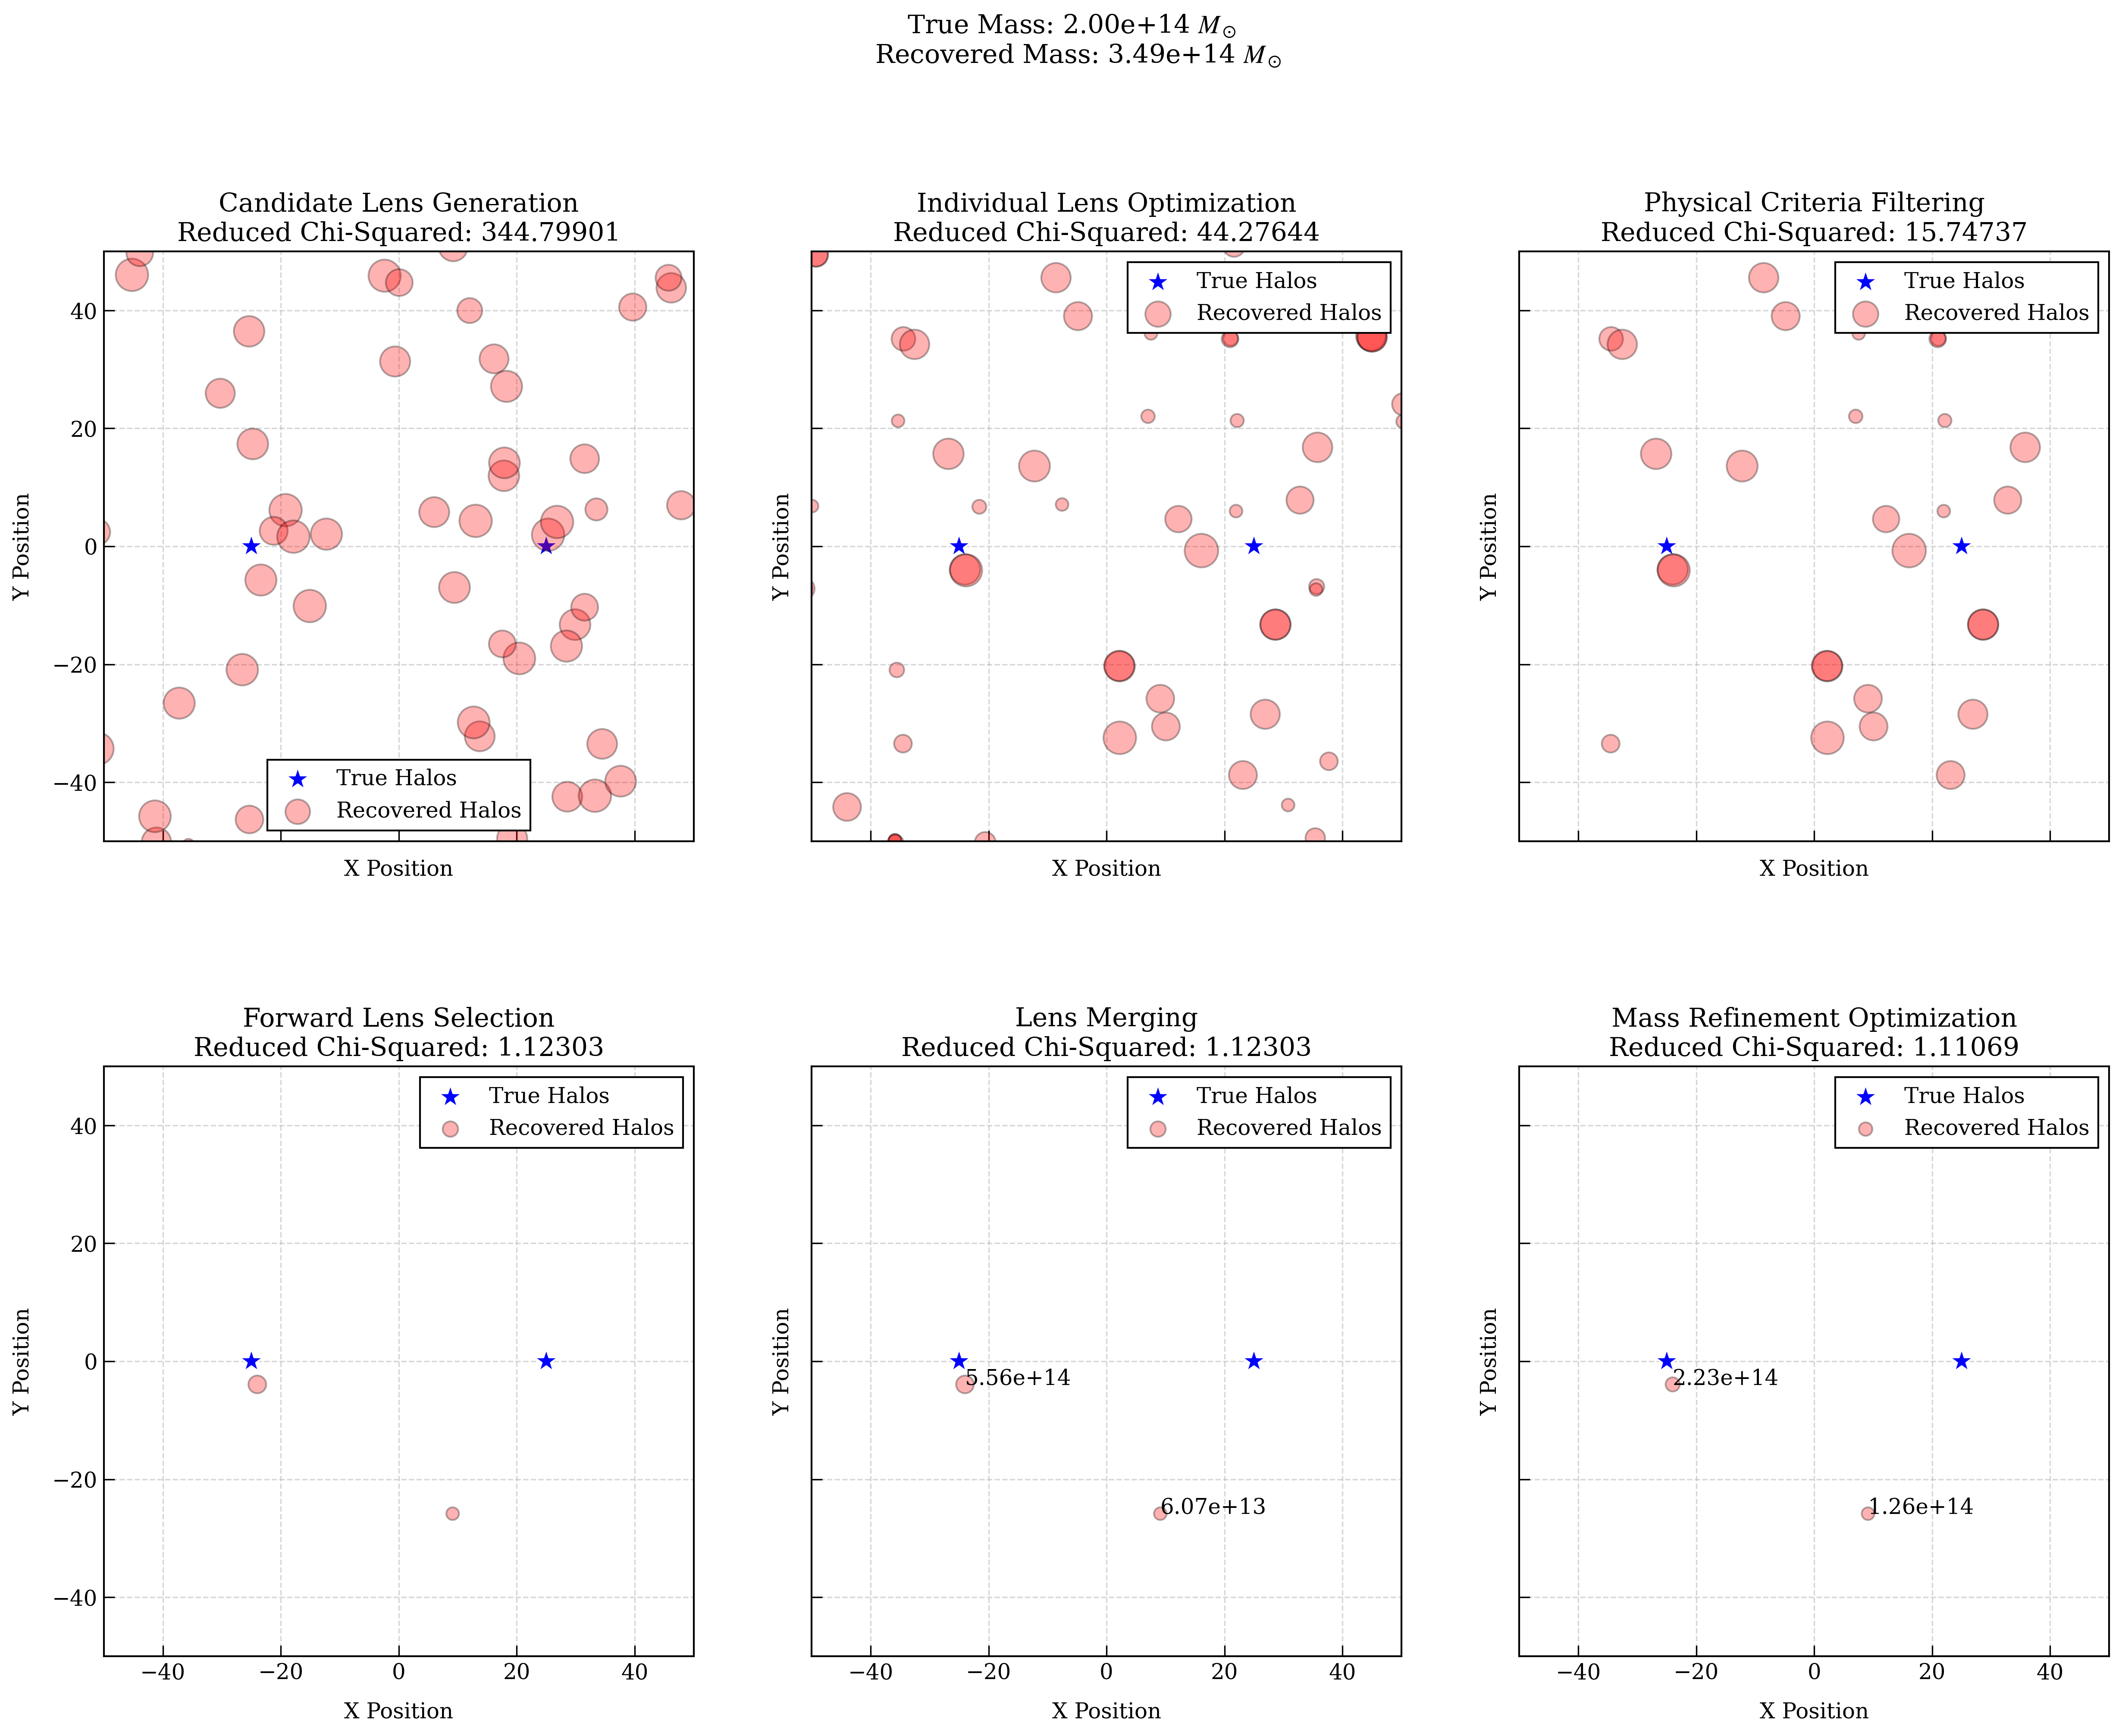 True Mass: 2.00e+14 M⊙
Recovered Mass: 3.49e+14 M⊙
Candidate Lens Generation
Reduced Chi-Squared: 344.79901
Y Position
40
20
0
−20
−40
True Halos
Recovered Halos
X Position
Individual Lens Optimization
Reduced Chi-Squared: 44.27644
Y Position
True Halos
Recovered Halos
X Position
Physical Criteria Filtering
Reduced Chi-Squared: 15.74737
Y Position
True Halos
Recovered Halos
X Position
Forward Lens Selection
Reduced Chi-Squared: 1.12303
Y Position
40
20
0
−20
−40
True Halos
Recovered Halos
−40 −20 0 20 40
X Position
Lens Merging
Reduced Chi-Squared: 1.12303
Y Position
True Halos
Recovered Halos
5.56e+14
6.07e+13
−40 −20 0 20 40
X Position
Mass Refinement Optimization
Reduced Chi-Squared: 1.11069
Y Position
True Halos
Recovered Halos
2.23e+14
1.26e+14
−40 −20 0 20 40
X Position